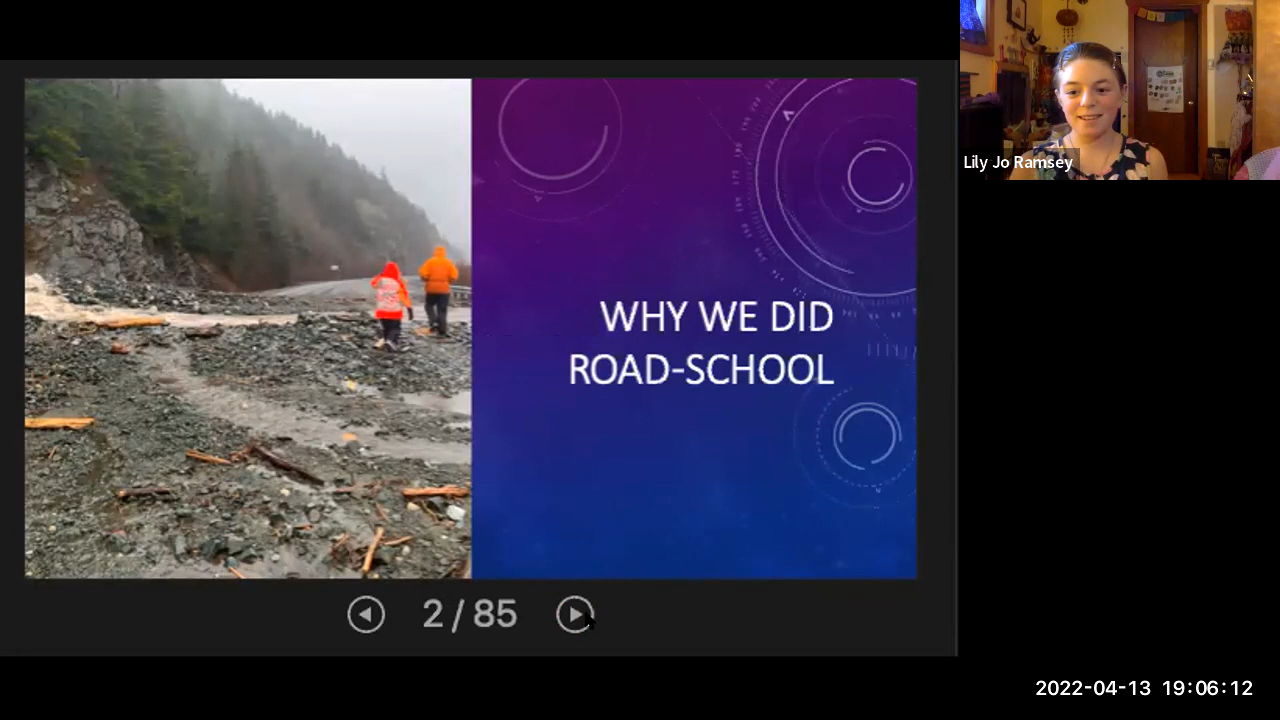 WHY WE DID
ROAD-SCHOOL
2 / 85
Lily Jo Ramsey
2022-04-13 19:06:12